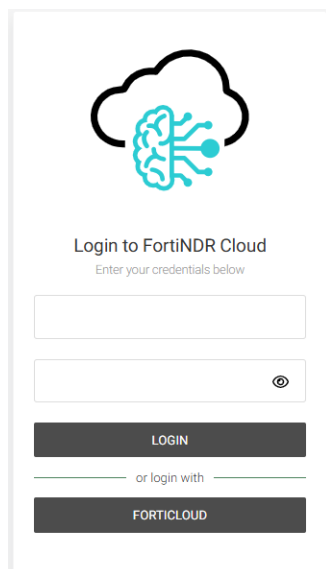 Login to FortiNDR Cloud
Enter your credentials below
LOGIN
or login with
FORTICLOUD